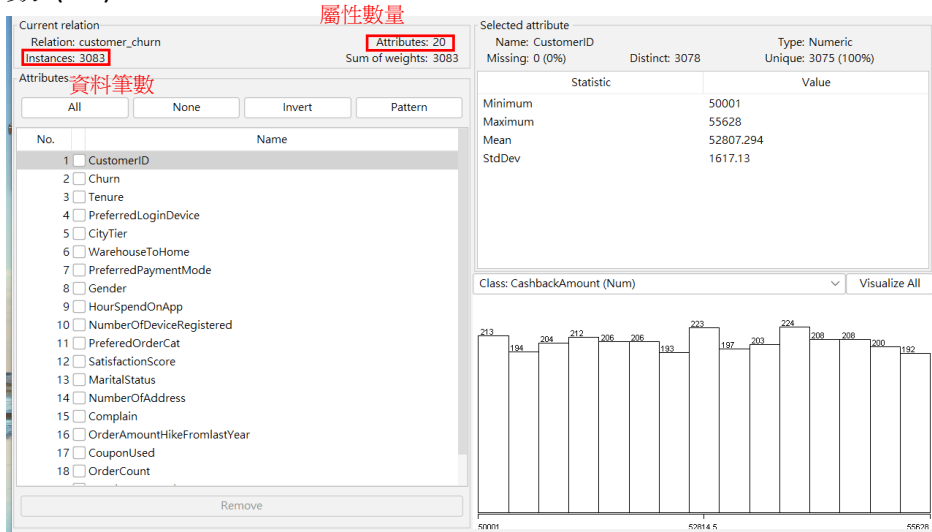 屬性數量
Current relation
Relation: customer_churn
Attributes: 20
Instances: 3083
Sum of weights: 3083
資料筆數
Attributes
All
None
Invert
Pattern
No.
Name
1 CustomerID
2 Churn
3 Tenure
4 PreferredLoginDevice
5 CityTier
6 WarehouseToHome
7 PreferredPaymentMode
8 Gender
9 HourSpendOnApp
10 NumberOfDeviceRegistered
11 PreferedOrderCat
12 SatisfactionScore
13 MaritalStatus
14 NumberOfAddress
15 Complain
16 OrderAmountHikeFromlastYear
17 CouponUsed
18 OrderCount
Remove
Selected attribute
Name: CustomerID
Type: Numeric
Missing: 0 (0%)
Distinct: 3078
Unique: 3075 (100%)
Statistic
Value
Minimum 50001
Maximum 55628
Mean 52807.294
StdDev 1617.13
Class: CashbackAmount (Num)
Visualize All
213
194
204
212
206
206
193
223
197
203
224
208
208
200
192
50001
52814.5
55628